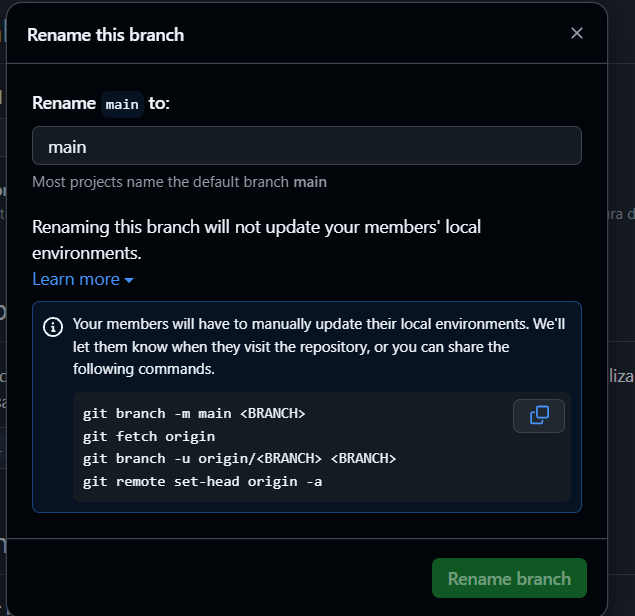 Rename this branch
Rename main to:
main
Most projects name the default branch main
Renaming this branch will not update your members' local
environments.
Learn more
Your members will have to manually update their local environments. We'll
let them know when they visit the repository, or you can share the
following commands.
git branch -m main <BRANCH>
git fetch origin
git branch -u origin/<BRANCH> <BRANCH>
git remote set-head origin -a
Rename branch